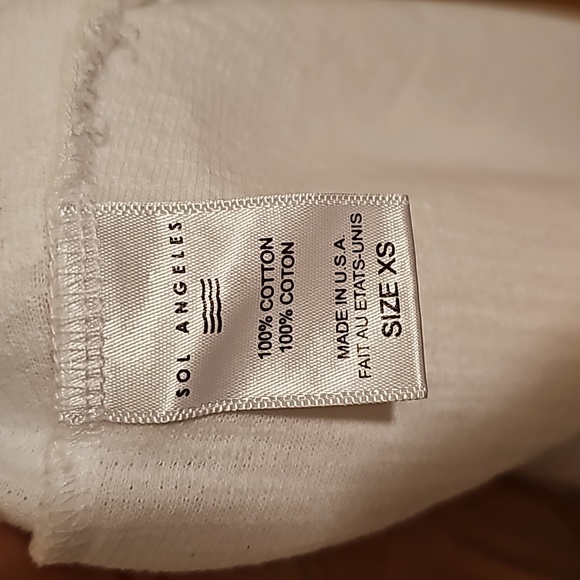 SOL ANGELES
100% COTTON
100% COTON
MADE IN U.S.A.
FAIT AU ETATS-UNIS
SIZE XS